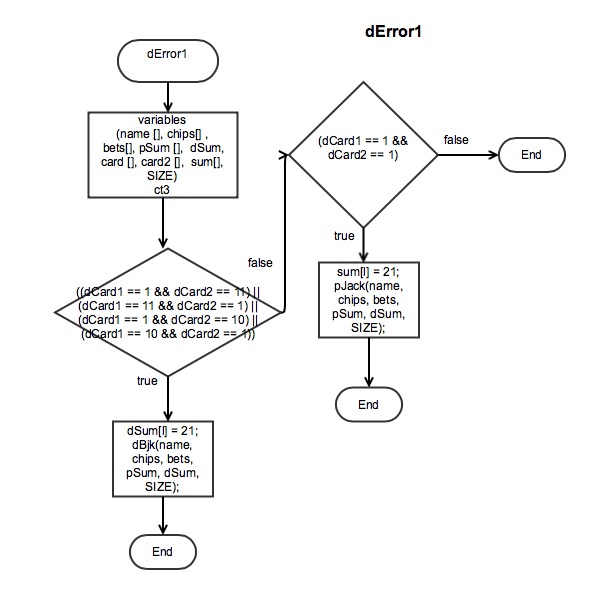 dError1
dError1
variables
(name [], chips[] ,
bets[], pSum [], dSum,
card [], card2 [], sum[],
SIZE)
ct3
((dCard1 == 1 && dCard2 == 11) ||
(dCard1 == 11 && dCard2 == 1) ||
(dCard1 == 1 && dCard2 == 10) ||
(dCard1 == 10 && dCard2 == 1))
false
true
dSum[l] = 21;
dBjk(name,
chips, bets,
pSum, dSum,
SIZE);
End
(dCard1 == 1 &&
dCard2 == 1)
false
End
true
sum[l] = 21;
pJack(name,
chips, bets,
pSum, dSum,
SIZE);
End